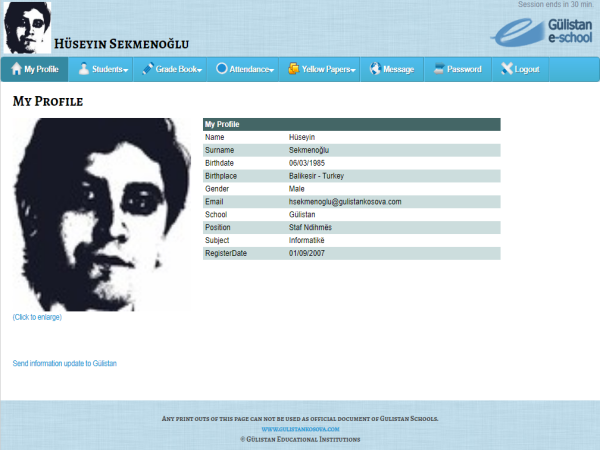 Session ends in 30 min
Hüseyin Sekmenoğlu
Gülistan
e-school
My Profile Students Grade Book Attendance Yellow Papers Message Password Logout
My Profile
My Profile
Name Hüseyin
Surname Sekmenoğlu
Birthdate 06/03/1985
Birthplace Balikesir - Turkey
Gender Male
Email hsekmenoglu@gulistankosova.com
School Gülistan
Position Staf Ndihmës
Subject Informatikë
RegisterDate 01/09/2007
(Click to enlarge)
Send information update to Gülistan
Any print outs of this page can not be used as official document of Gulistan Schools.
www.gulistankosova.com
© Gülistan Educational Institutions